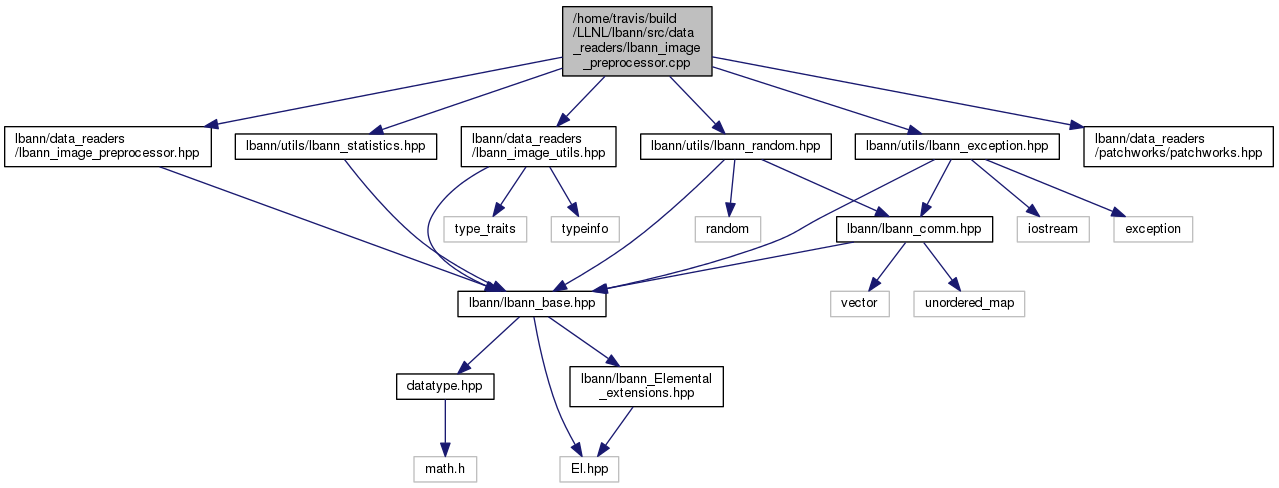 /home/travis/build
/LLNL/lbann/src/data
_readers/lbann_image
_preprocessor.cpp
lbann/data_readers
/lbann_image_preprocessor.hpp
lbann/utils/lbann_statistics.hpp
lbann/data_readers
/lbann_image_utils.hpp
lbann/utils/lbann_random.hpp
lbann/utils/lbann_exception.hpp
lbann/data_readers
/patchworks/patchworks.hpp
type_traits
typeinfo
random
lbann/lbann_comm.hpp
iostream
exception
lbann/lbann_base.hpp
vector
unordered_map
datatype.hpp
lbann/lbann_Elemental
_extensions.hpp
math.h
El.hpp